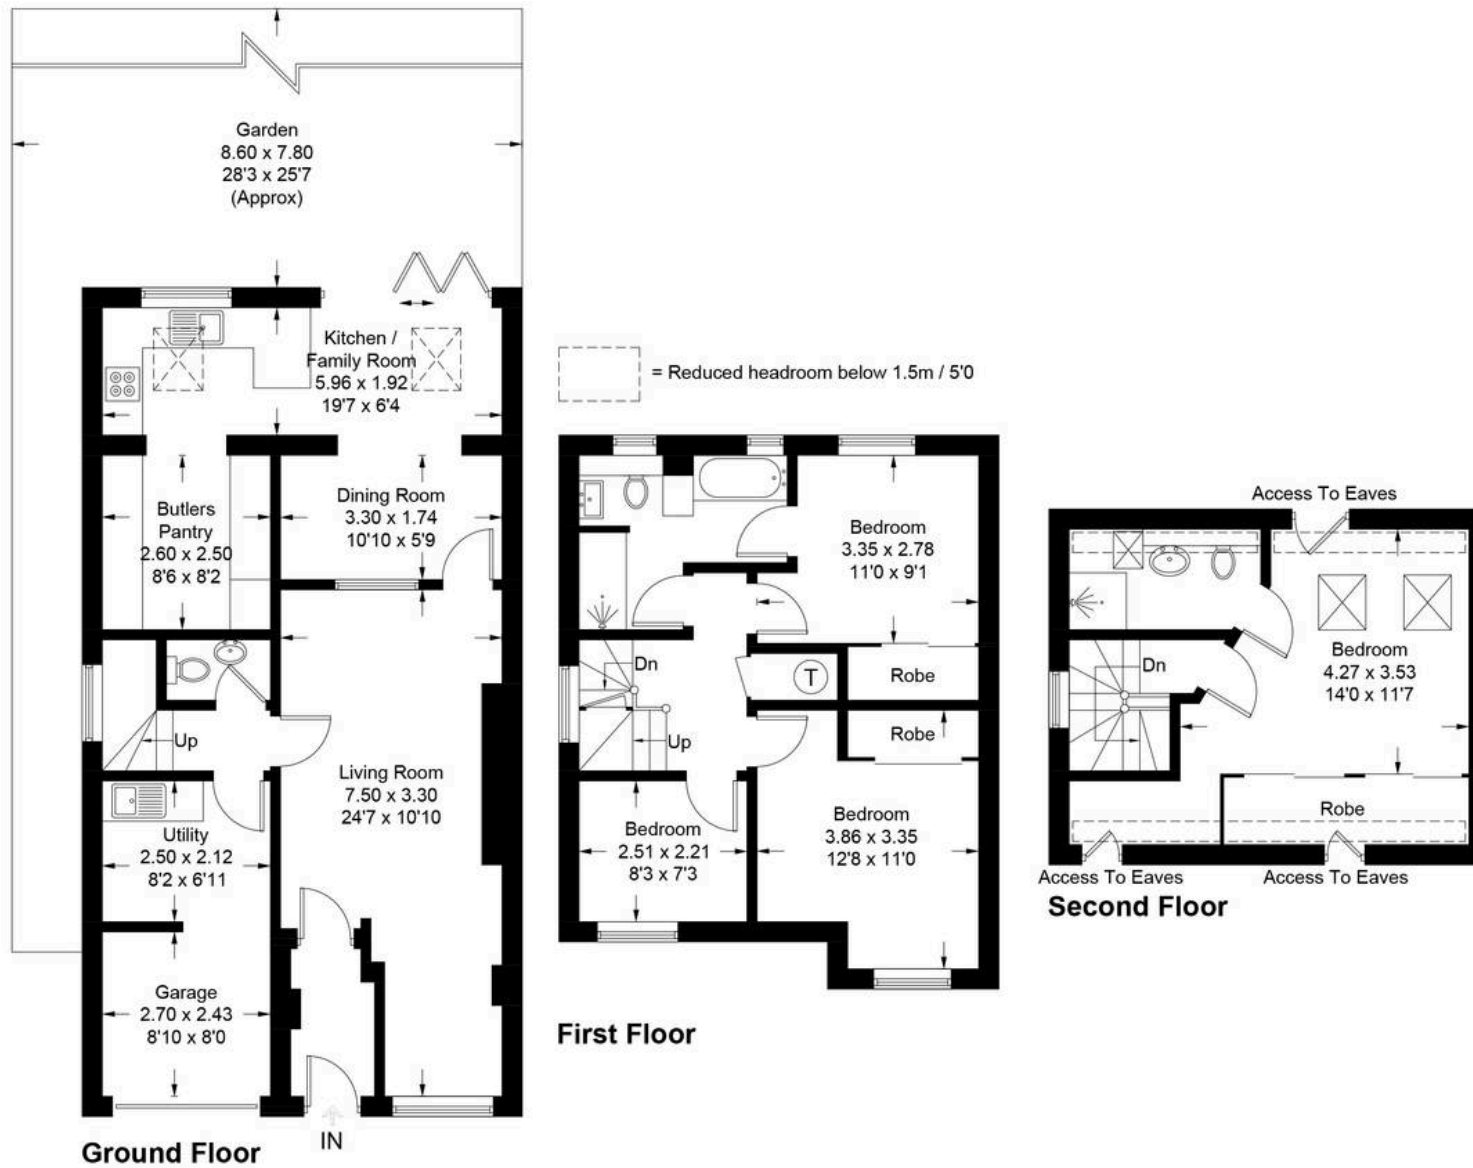 Garden
8.60 x 7.80
28'3 x 25'7
(Approx)
Kitchen /
Family Room
5.96 x 1.92
19'7 x 6'4
Butlers
Pantry
2.60 x 2.50
8'6 x 8'2
Dining Room
3.30 x 1.74
10'10 x 5'9
Up
Living Room
7.50 x 3.30
24'7 x 10'10
Utility
2.50 x 2.12
8'2 x 6'11
Garage
2.70 x 2.43
8'10 x 8'0
IN
Ground Floor
= Reduced headroom below 1.5m / 5'0
Bedroom
3.35 x 2.78
11'0 x 9'1
Dn
T
Robe
Robe
Up
Bedroom
2.51 x 2.21
8'3 x 7'3
Bedroom
3.86 x 3.35
12'8 x 11'0
First Floor
Access To Eaves
Dn
Bedroom
4.27 x 3.53
14'0 x 11'7
Robe
Access To Eaves
Access To Eaves
Second Floor